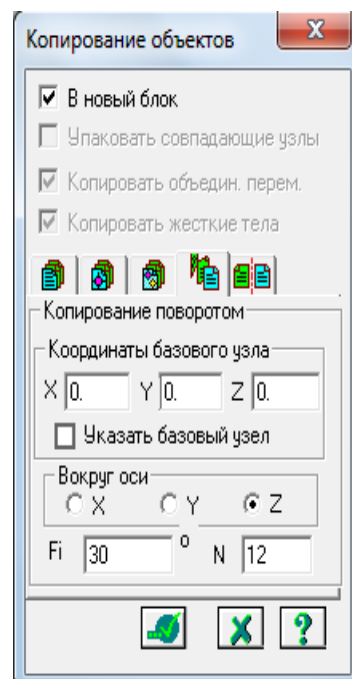 Копирование объектов
В новый блок
Упаковать совпадающие узлы
Копировать объедин. перем.
Копировать жесткие тела
Копирование поворотом
Координаты базового узла
X 0. Y 0. Z 0.
Указать базовый узел
Вокруг оси
X Y Z
Fi 30 ° N 12